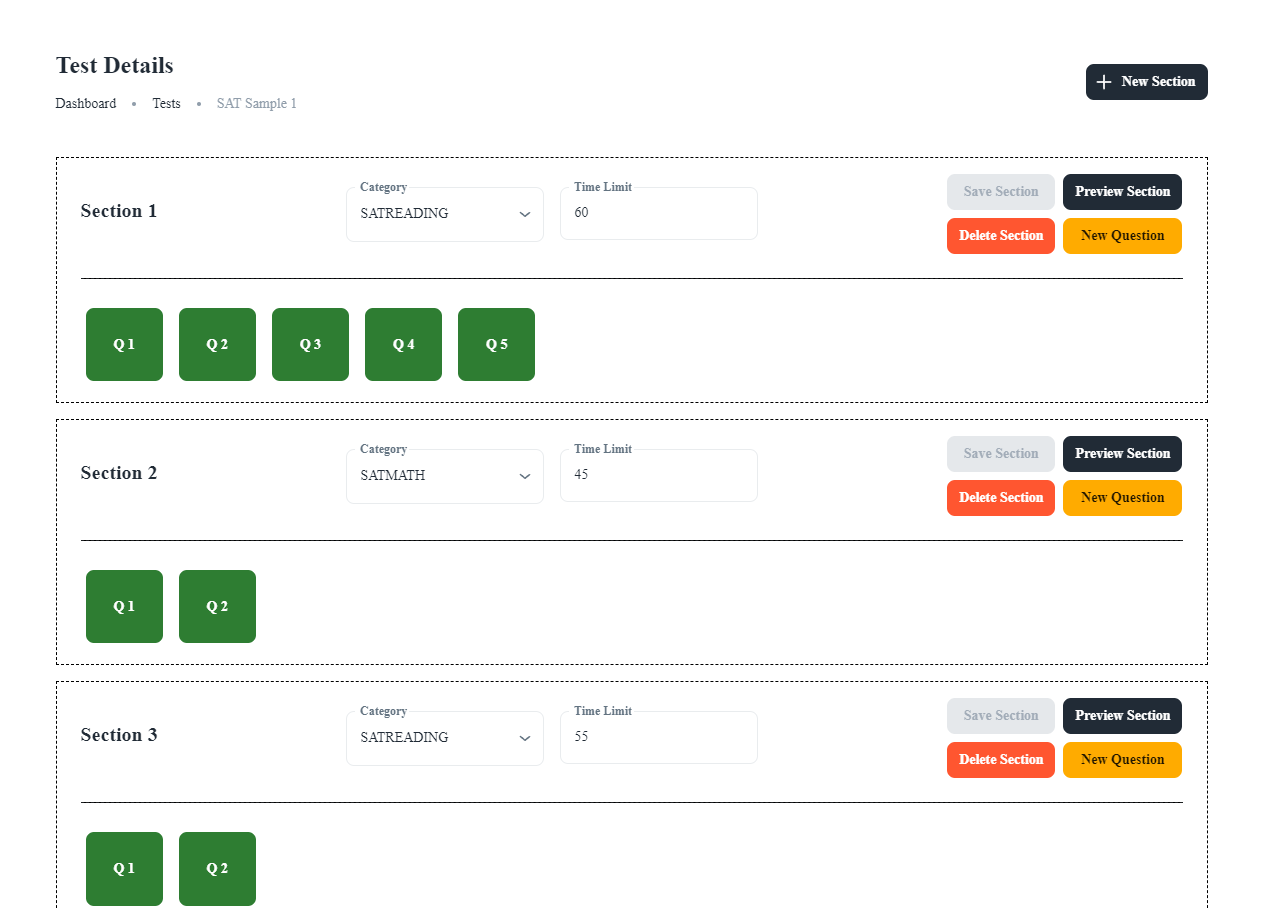 Test Details
New Section
Dashboard • Tests • SAT Sample 1
Section 1
Category
SATREADING
Time Limit
60
Save Section
Preview Section
Delete Section
New Question
Q 1 Q 2 Q 3 Q 4 Q 5
Section 2
Category
SATMATH
Time Limit
45
Save Section
Preview Section
Delete Section
New Question
Q 1 Q 2
Section 3
Category
SATREADING
Time Limit
55
Save Section
Preview Section
Delete Section
New Question
Q 1 Q 2